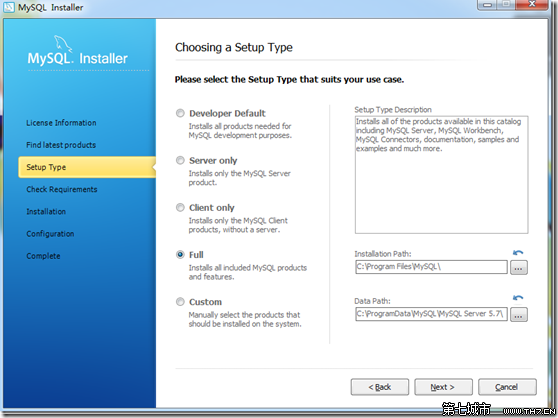 MySQL Installer
MySQL. Installer
License Information
Find latest products
Setup Type
Check Requirements
Installation
Configuration
Complete
Choosing a Setup Type
Please select the Setup Type that suits your use case.
Developer Default
Installs all products needed for
MySQL development purposes.
Server only
Installs only the MySQL Server
product.
Client only
Installs only the MySQL Client
products, without a server.
Full
Installs all included MySQL products
and features.
Custom
Manually select the products that
should be installed on the system.
Setup Type Description
Installs all of the products available in this catalog
including MySQL Server, MySQL Workbench,
MySQL Connectors, documentation, samples and
examples and much more.
Installation Path:
C:\Program Files\MySQL\
...
Data Path:
C:\ProgramData\MySQL\MySQL Server 5.7\
...
< Back
Next >
Cancel
第七城市 WWW.TH7.CN